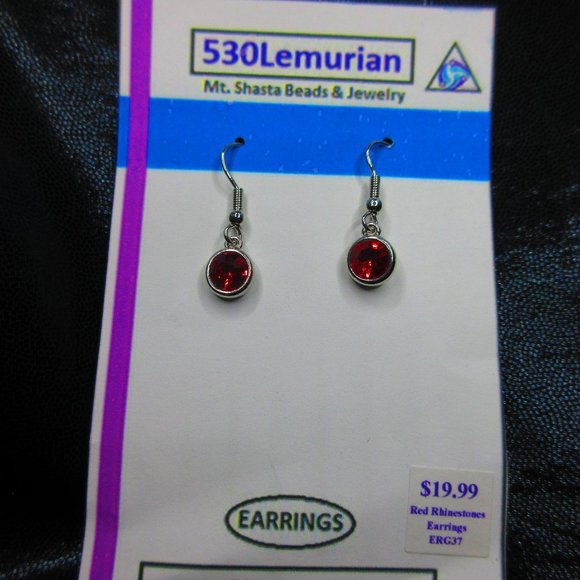 530Lemurian
Mt. Shasta Beads & Jewelry
EARRINGS
$19.99
Red Rhinestones
Earrings
ERG37